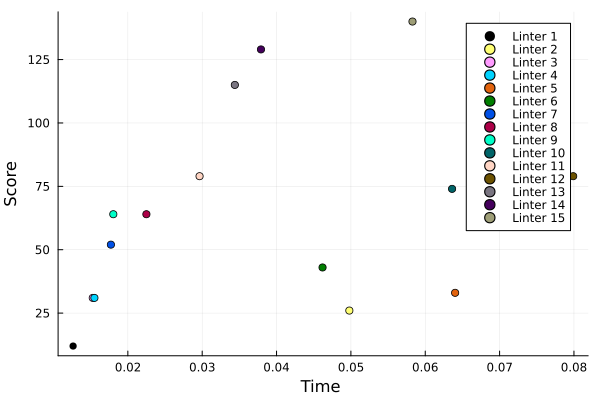 Score
125
100
75
50
25
0.02 0.03 0.04 0.05 0.06 0.07 0.08
Time
Linter 1
Linter 2
Linter 3
Linter 4
Linter 5
Linter 6
Linter 7
Linter 8
Linter 9
Linter 10
Linter 11
Linter 12
Linter 13
Linter 14
Linter 15